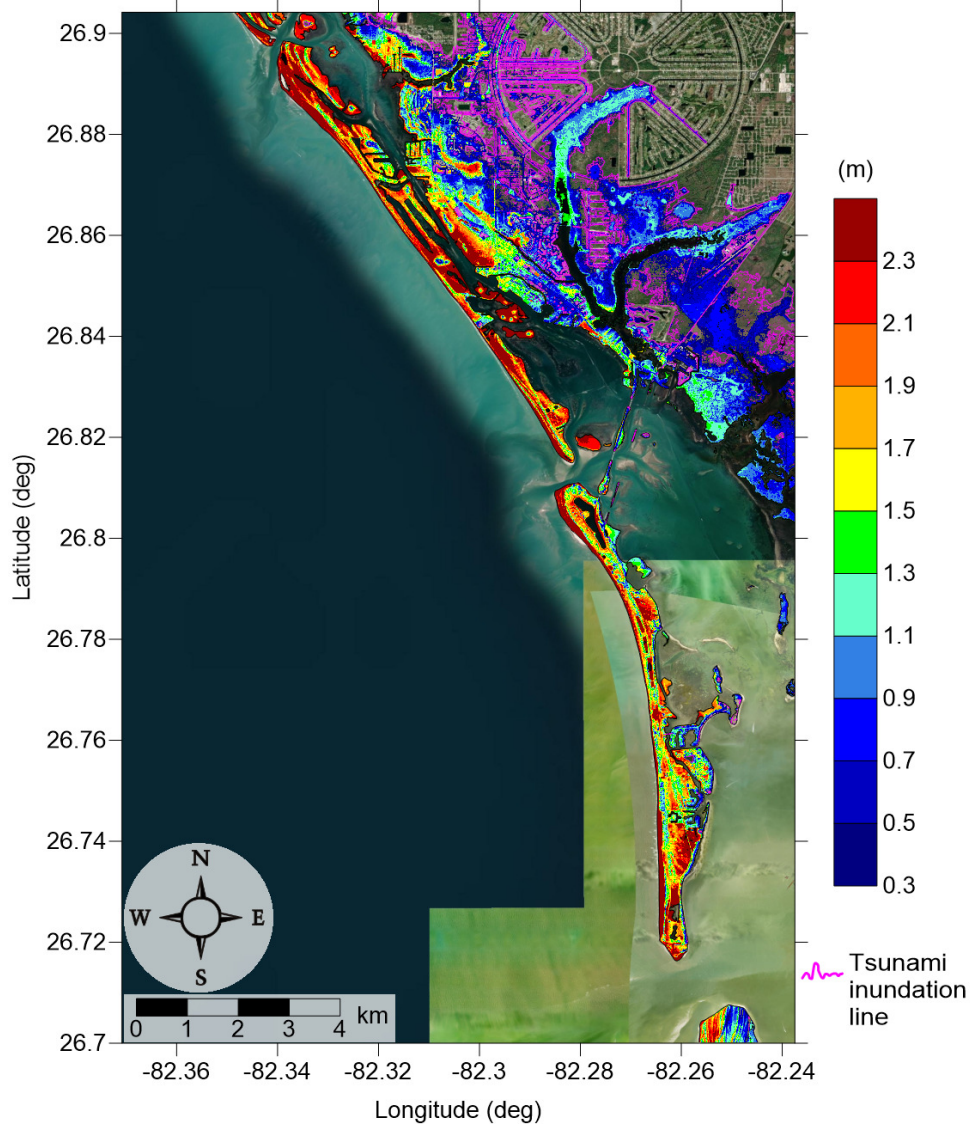 26.9
26.88
26.86
26.84
26.82
26.8
26.78
26.76
26.74
26.72
26.7
Latitude (deg)
N
W E
S
0 1 2 3 4 km
-82.36 -82.34 -82.32 -82.3 -82.28 -82.26 -82.24
Longitude (deg)
(m)
2.3
2.1
1.9
1.7
1.5
1.3
1.1
0.9
0.7
0.5
0.3
Tsunami
inundation
line